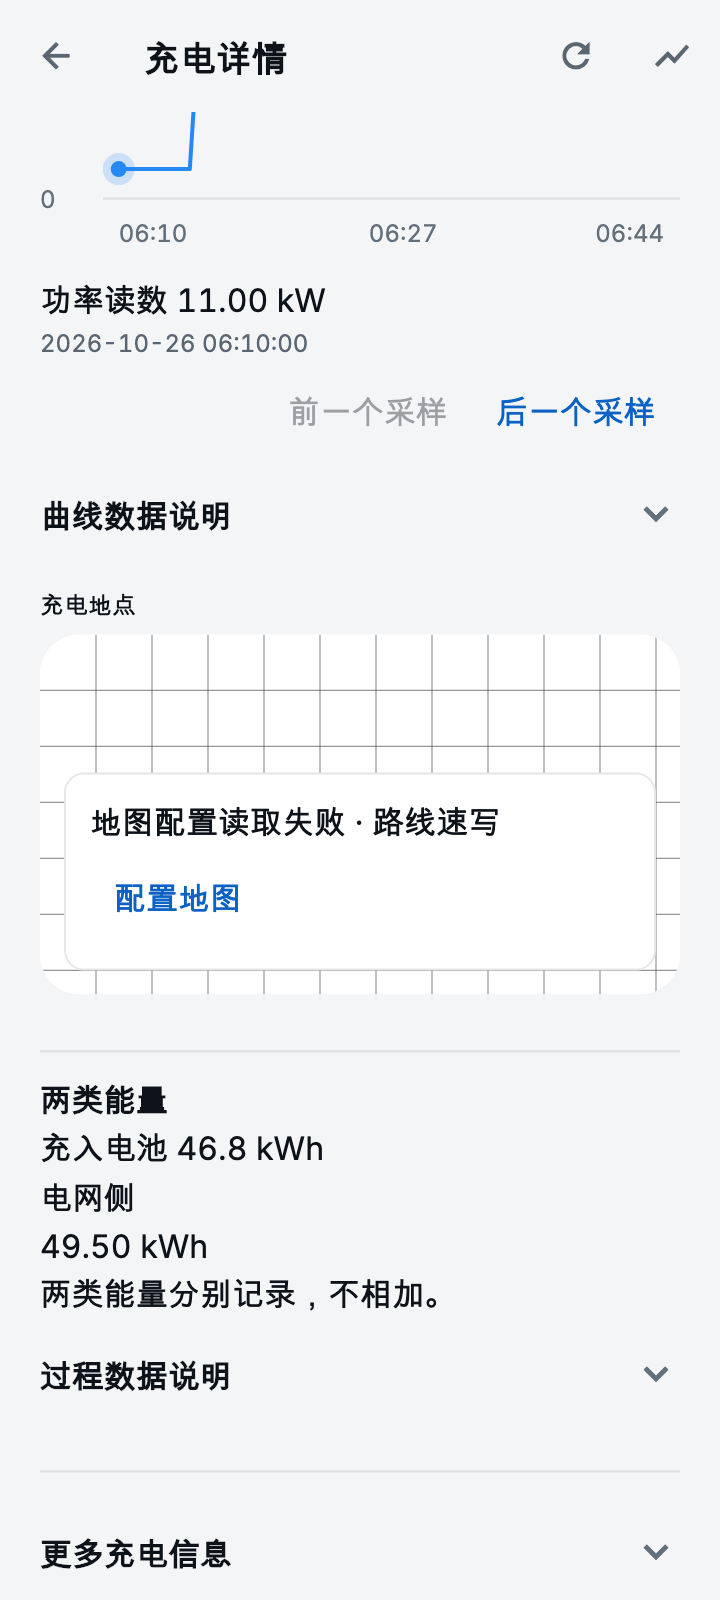 充电详情
0
06:10 06:27 06:44
功率读数 11.00 kW
2026-10-26 06:10:00
前一个采样 后一个采样
曲线数据说明
充电地点
地图配置读取失败 · 路线速写
配置地图
两类能量
充入电池 46.8 kWh
电网侧
49.50 kWh
两类能量分别记录，不相加。
过程数据说明
更多充电信息